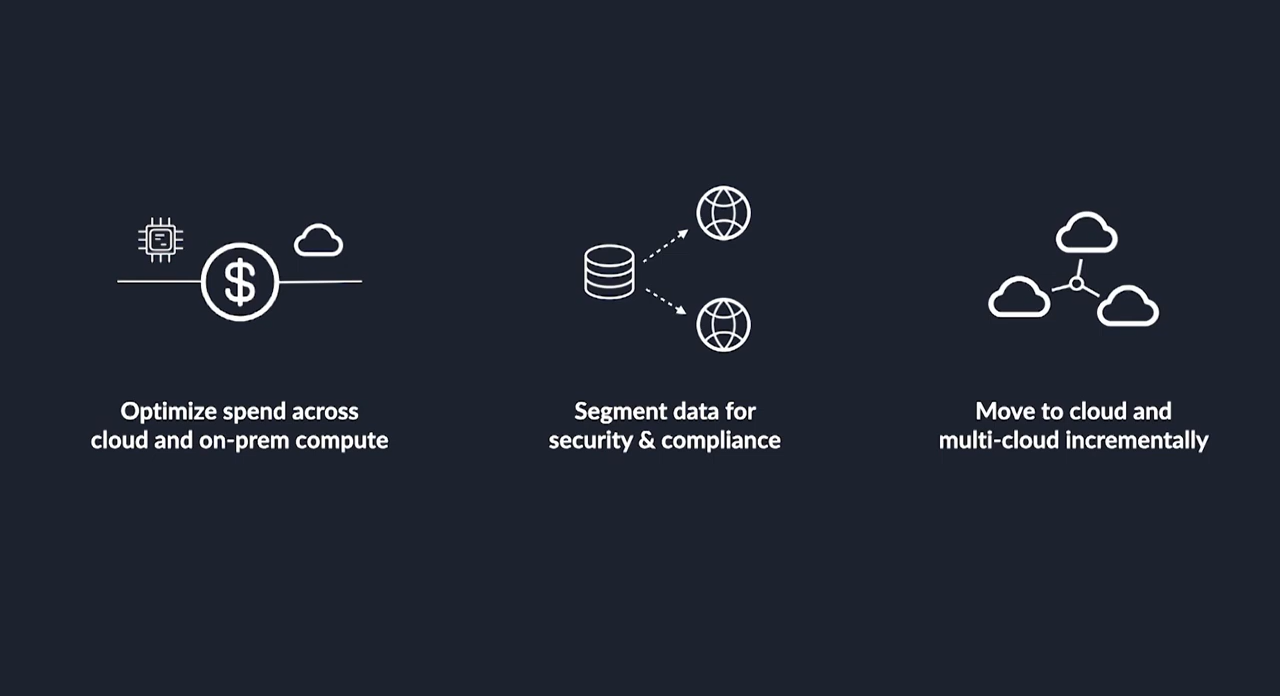 Optimize spend across
cloud and on-prem compute
Segment data for
security & compliance
Move to cloud and
multi-cloud incrementally